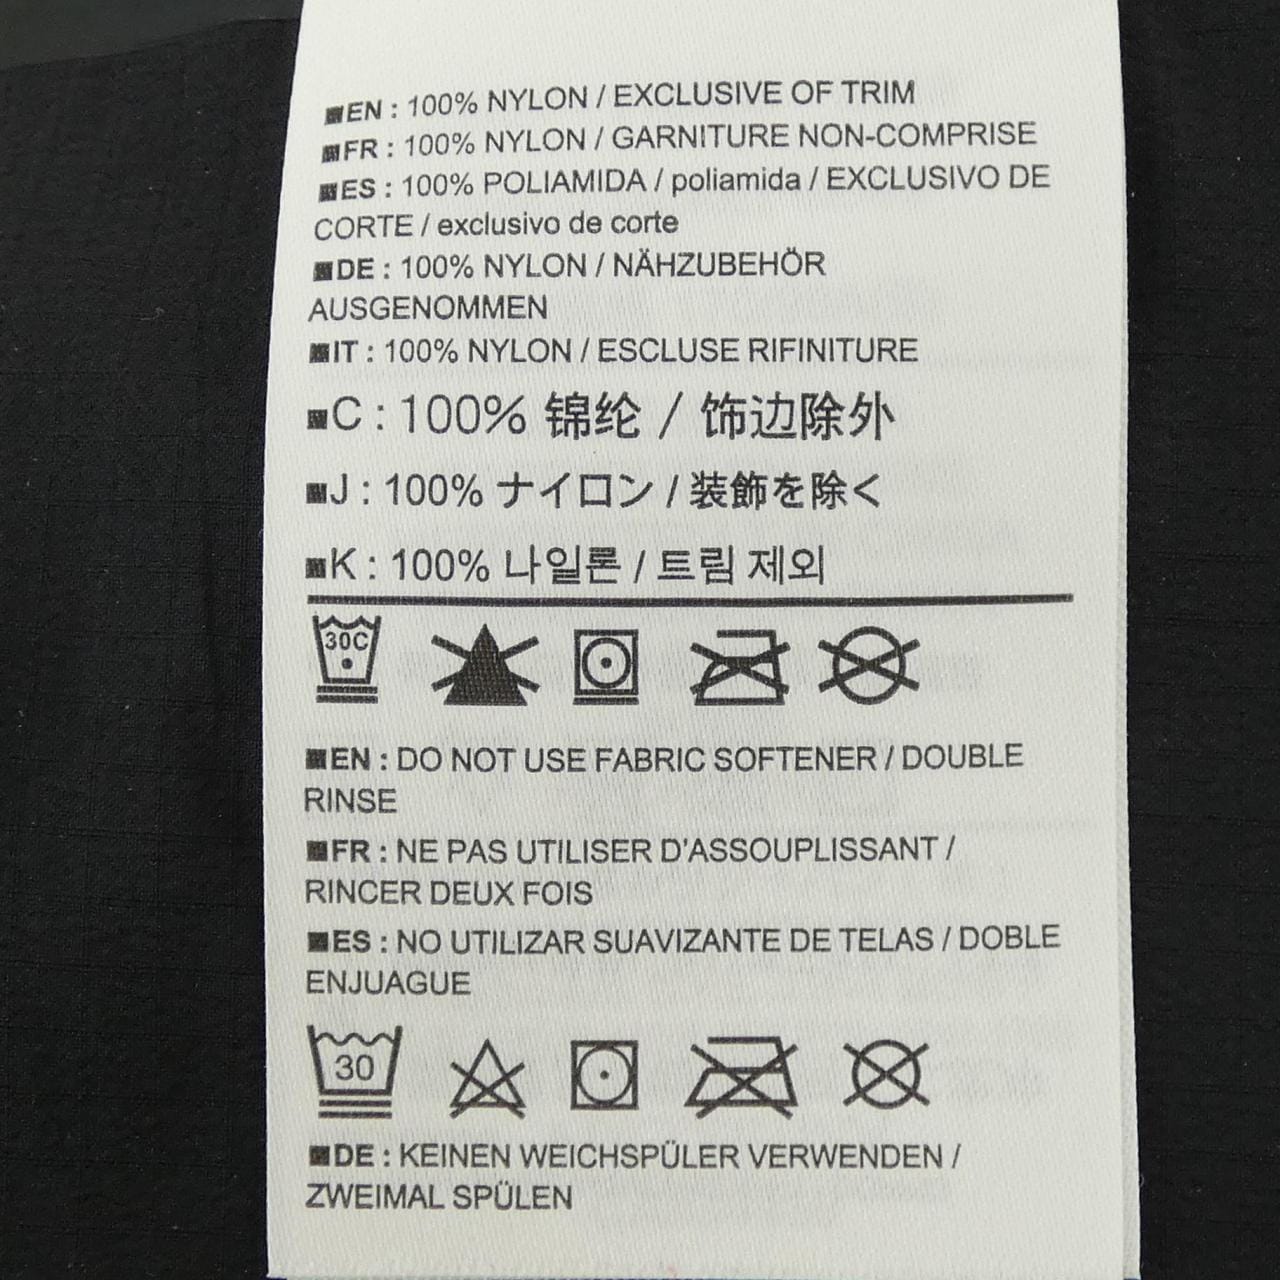 ■EN : 100% NYLON / EXCLUSIVE OF TRIM
■FR : 100% NYLON / GARNITURE NON-COMPRISE
■ES : 100% POLIAMIDA / poliamida / EXCLUSIVO DE
CORTE / exclusivo de corte
■DE : 100% NYLON / NÄHZUBEHÖR
AUSGENOMMEN
■IT : 100% NYLON / ESCLUSE RIFINITURE
■C : 100% 锦纶 / 饰边除外
■J : 100% ナイロン / 装飾を除く
■K : 100% 나일론 / 트림 제외
30C
■EN : DO NOT USE FABRIC SOFTENER / DOUBLE
RINSE
■FR : NE PAS UTILISER D'ASSOUPLISSANT /
RINCER DEUX FOIS
■ES : NO UTILIZAR SUAVIZANTE DE TELAS / DOBLE
ENJUAGUE
30
■DE : KEINEN WEICHSPÜLER VERWENDEN /
ZWEIMAL SPÜLEN